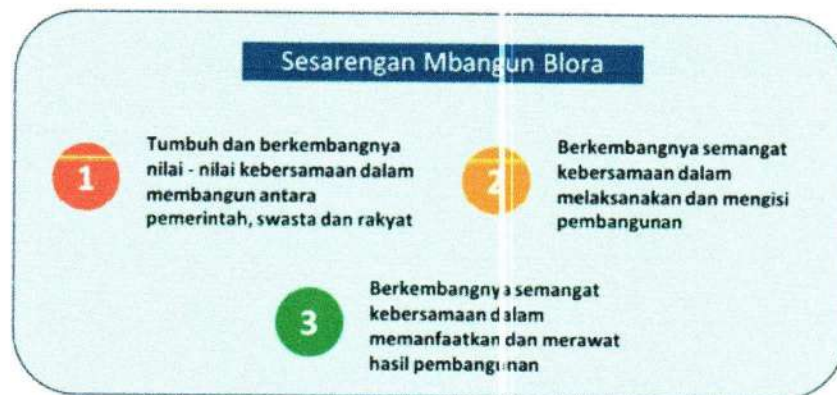 Sesarengan Mbangun Blora
1
Tumbuh dan berkembangnya
nilai - nilai kebersamaan dalam
membangun antara
pemerintah, swasta dan rakyat
2
Berkembangnya semangat
kebersamaan dalam
melaksanakan dan mengisi
pembangunan
3
Berkembangnya semangat
kebersamaan dalam
memanfaatkan dan merawat
hasil pembangunan